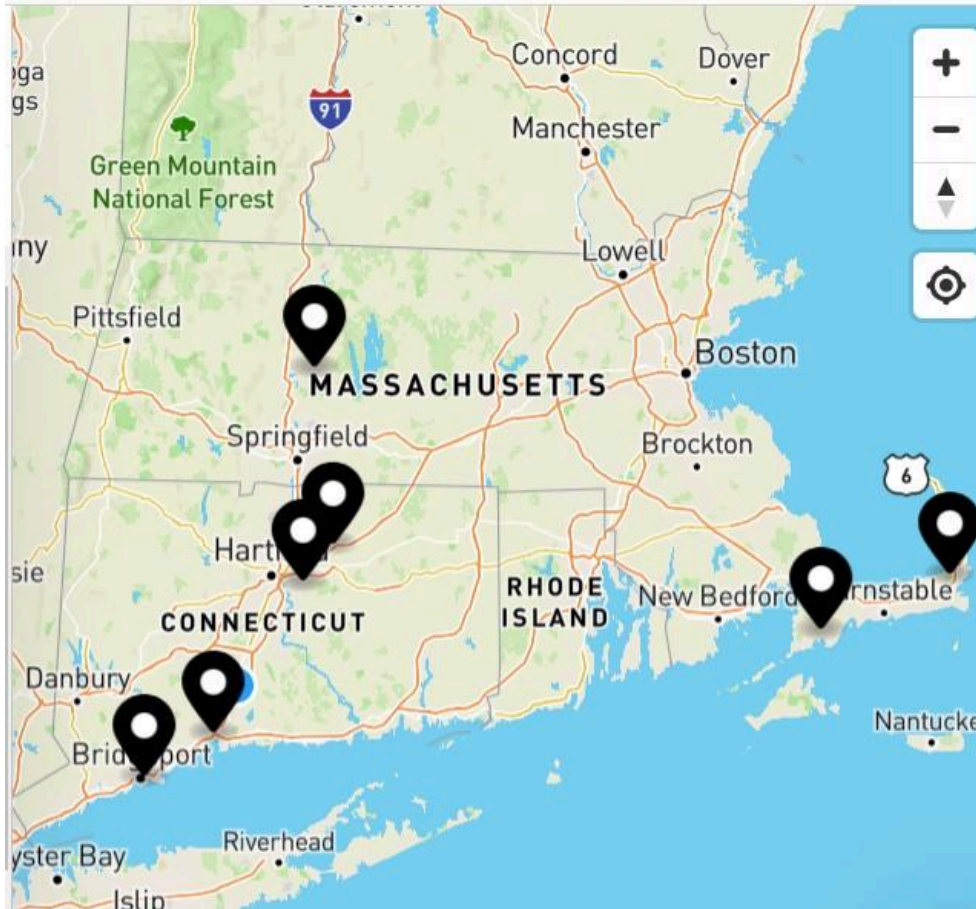 Concord
Dover
91
Manchester
Green Mountain
National Forest
Lowell
Pittsfield
Boston
MASSACHUSETTS
Springfield
Brockton
6
RHODE
ISLAND
New Bedford
CONNECTICUT
Danbury
Riverhead
Islip